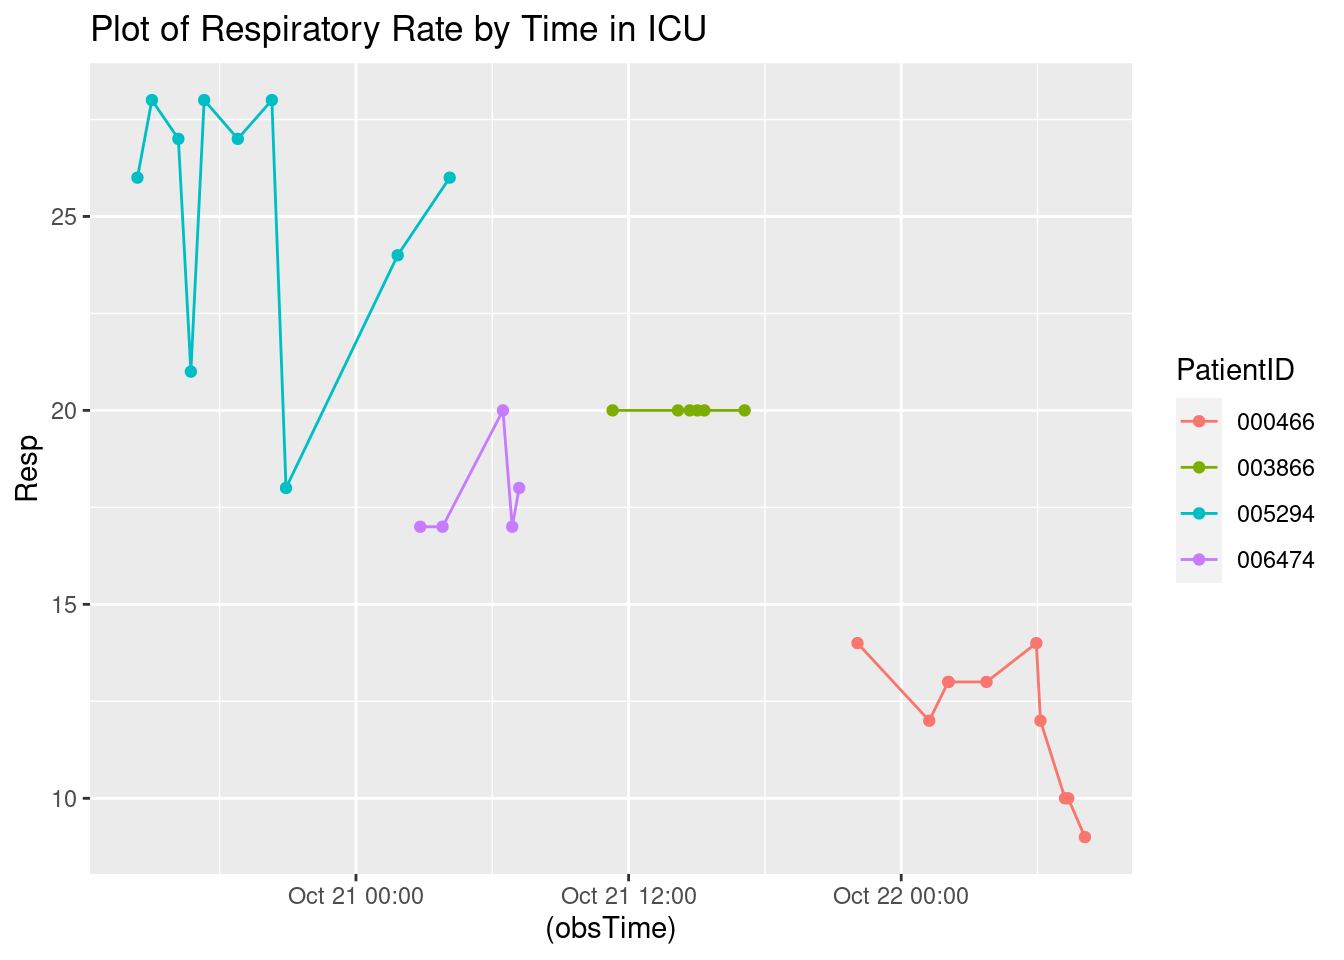 Plot of Respiratory Rate by Time in ICU
Resp
25
20
15
10
Oct 21 00:00
Oct 21 12:00
Oct 22 00:00
(obsTime)
PatientID
000466
003866
005294
006474